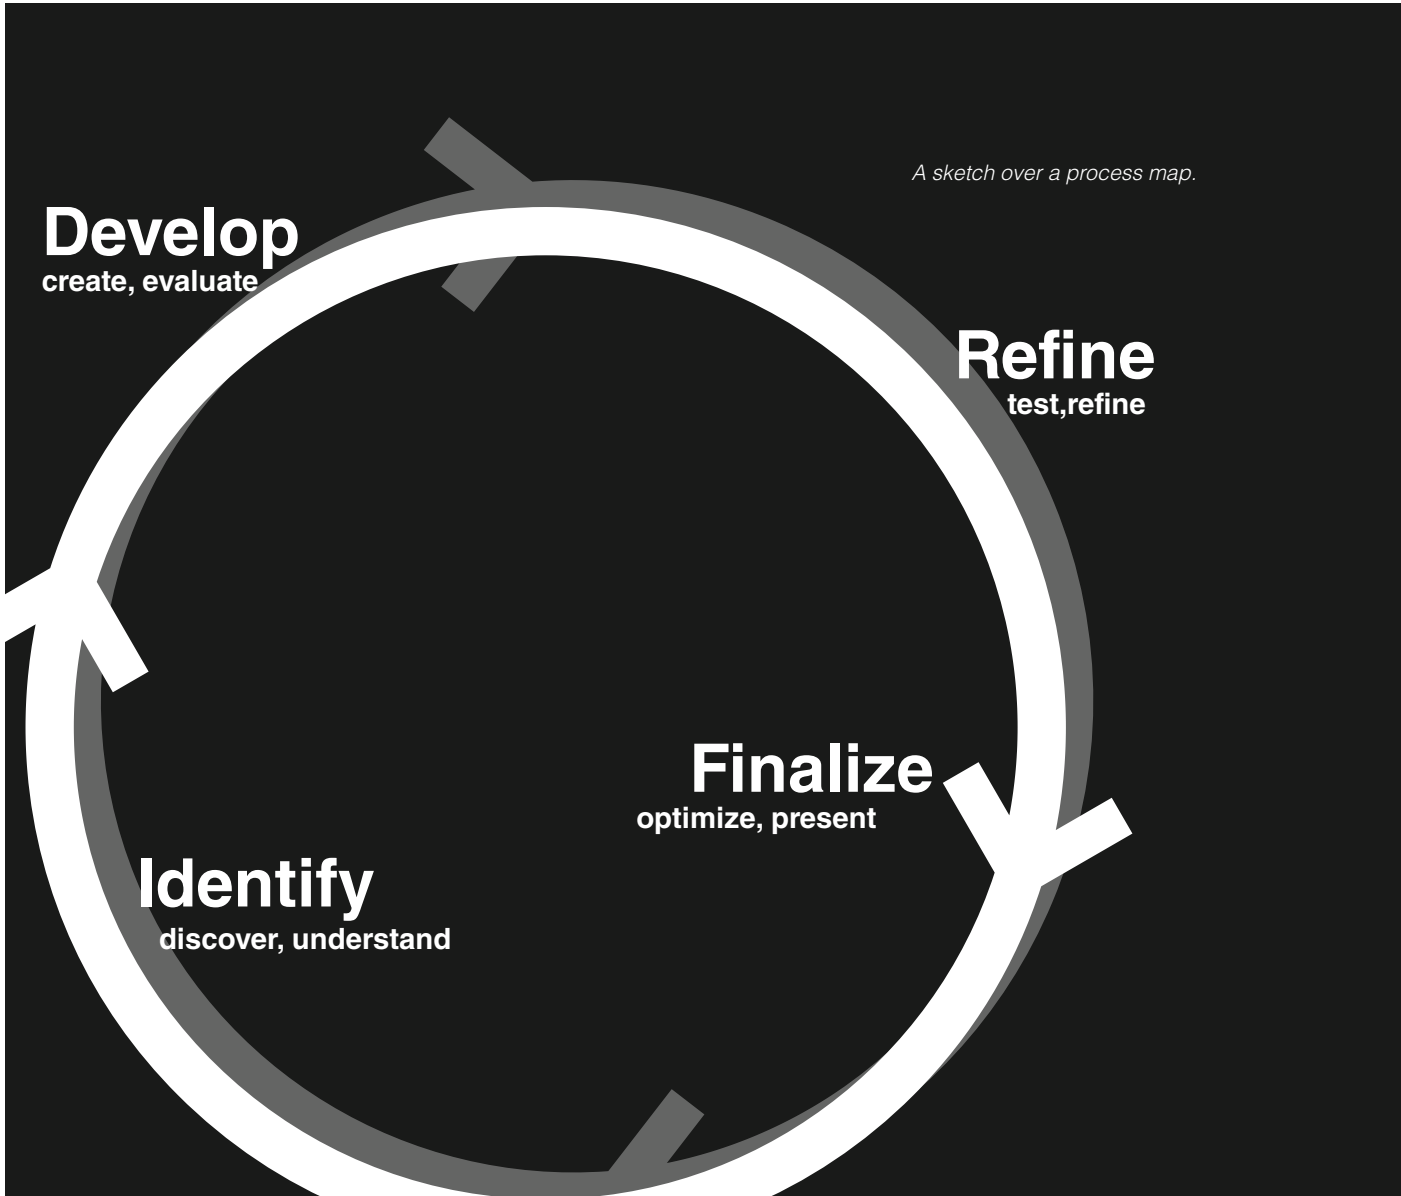 A sketch over a process map.
Develop
create, evaluate
Refine
test,refine
Finalize
optimize, present
Identify
discover, understand